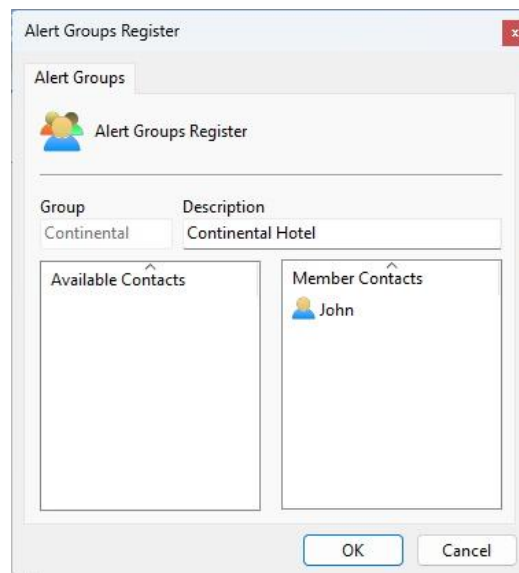 Alert Groups Register
x
Alert Groups
Alert Groups Register
Group Description
Continental Continental Hotel
Available Contacts Member Contacts
John
OK Cancel